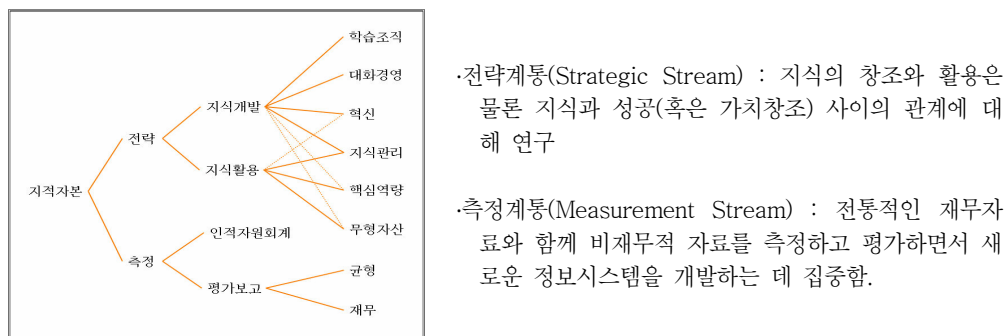 학습조직
대화경영
지식개발
혁신
전략
지식관리
지식활용
지적자본
핵심역량
인적자원회계
무형자산
측정
균형
평가보고
재무
·전략계통(Strategic Stream) : 지식의 창조와 활용은
물론 지식과 성공(혹은 가치창조) 사이의 관계에 대
해 연구
·측정계통(Measurement Stream) : 전통적인 재무자
료와 함께 비재무적 자료를 측정하고 평가하면서 새
로운 정보시스템을 개발하는 데 집중함.